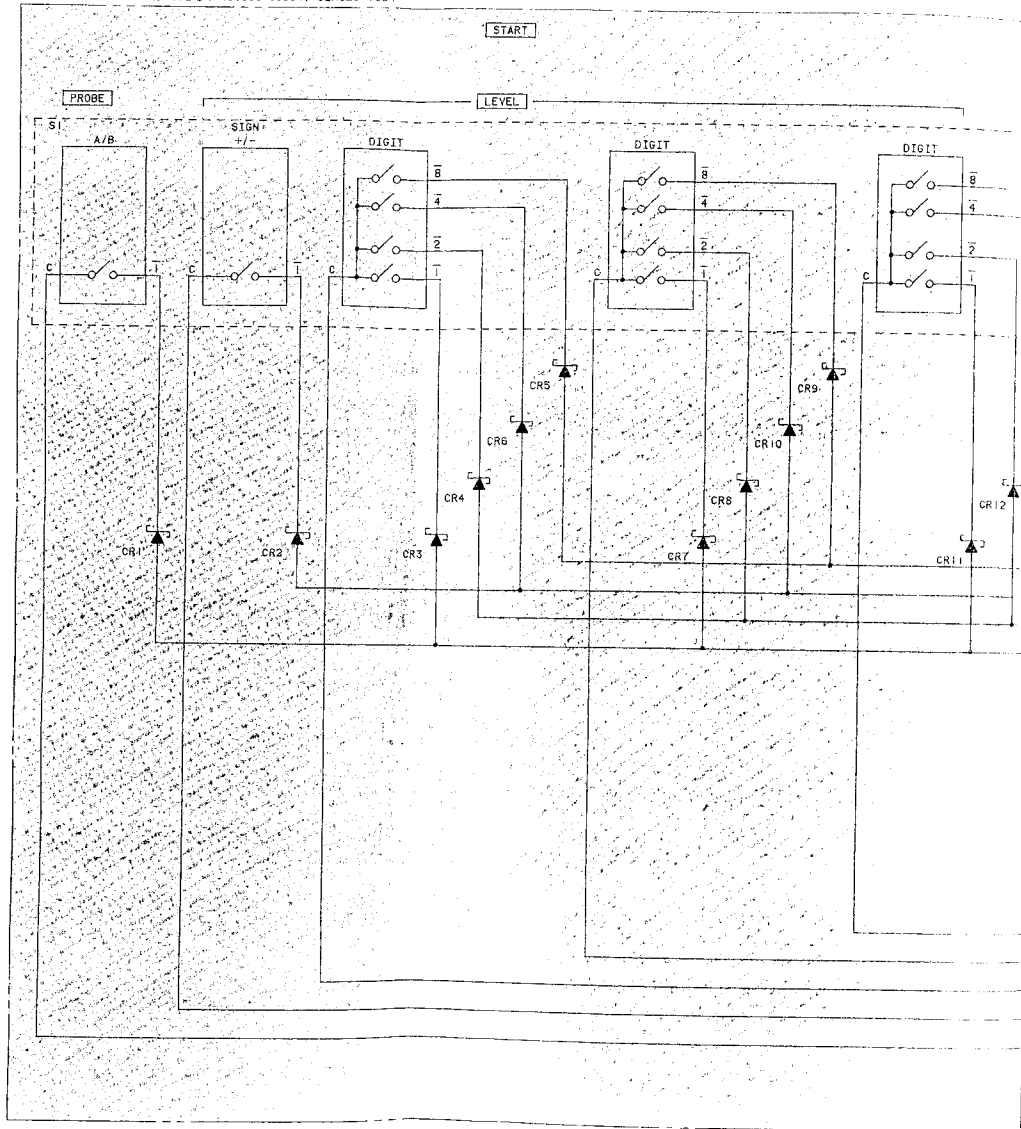 START
PROBE
LEVEL
S1
A/B
SIGN
+/-
DIGIT
DIGIT
DIGIT
8̅
4̅
2̅
1̅
8̅
4̅
2̅
1̅
8̅
4̅
2̅
1̅
C
1̅
C
1̅
C
C
C
CR5
CR9
CR6
CR10
CR4
CR8
CR12
CR1
CR2
CR3
CR7
CR11